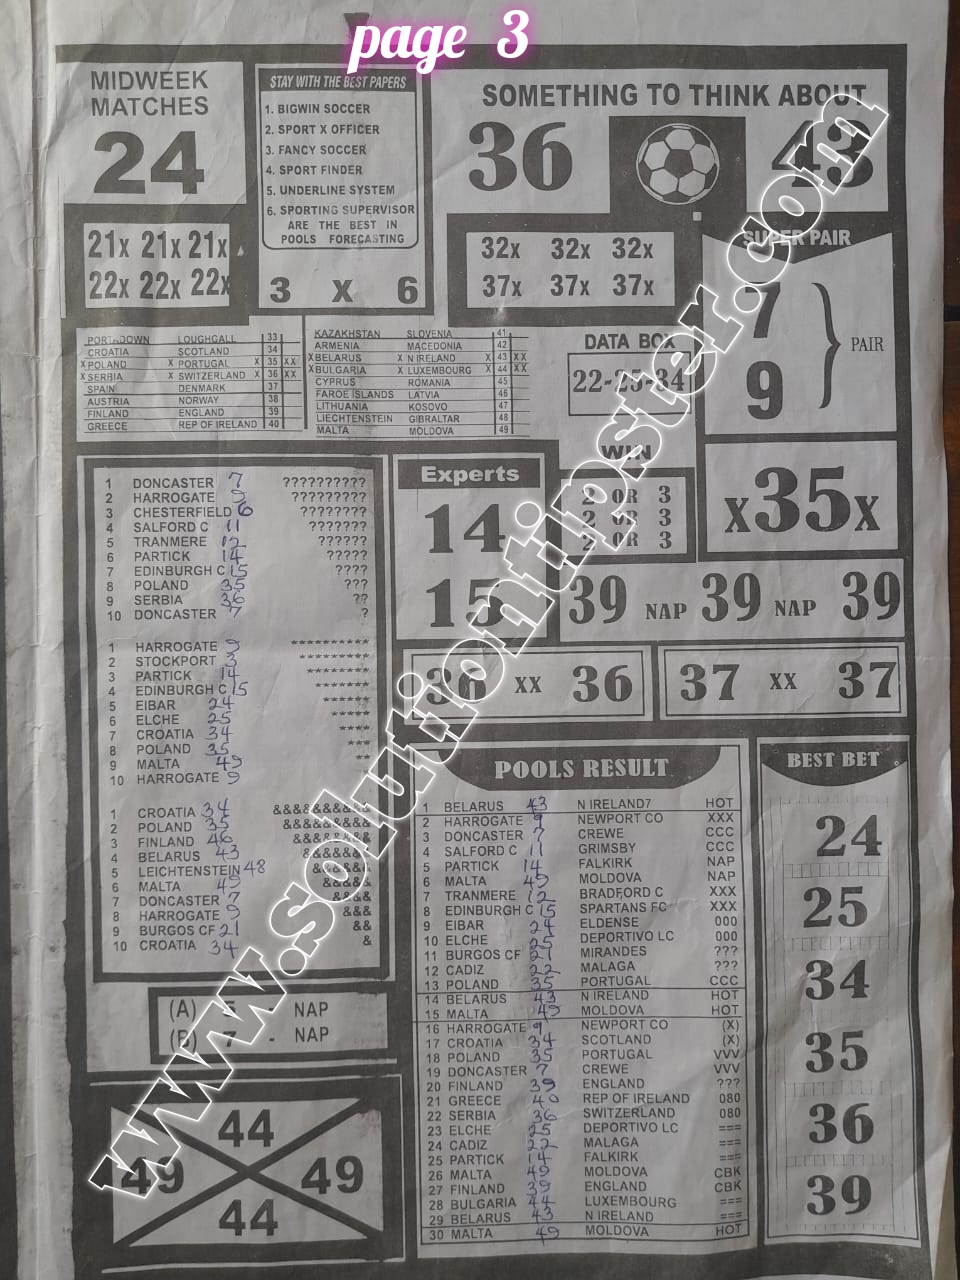 page 3
MIDWEEK
MATCHES
24
STAY WITH THE BEST PAPERS
1. BIGWIN SOCCER
2. SPORT X OFFICER
3. FANCY SOCCER
4. SPORT FINDER
5. UNDERLINE SYSTEM
6. SPORTING SUPERVISOR
ARE THE BEST IN
POOLS FORECASTING
3 X 6
SOMETHING TO THINK ABOUT
36 43
21x 21x 21x
22x 22x 22x
32x 32x 32x
37x 37x 37x
SUPER PAIR
7
9
PAIR
PORTADOWN LOUGHGALL 33
CROATIA SCOTLAND 34
X POLAND X PORTUGAL X 35 XX
X SERBIA X SWITZERLAND X 36 XX
SPAIN DENMARK 37
AUSTRIA NORWAY 38
FINLAND ENGLAND 39
GREECE REP OF IRELAND 40
KAZAKHSTAN SLOVENIA 41
ARMENIA MACEDONIA 42
X BELARUS X N IRELAND X 43 XX
X BULGARIA X LUXEMBOURG X 44 XX
CYPRUS ROMANIA 45
FAROE ISLANDS LATVIA 46
LITHUANIA KOSOVO 47
LIECHTENSTEIN GIBRALTAR 48
MALTA MOLDOVA 49
DATA BOX
22-25-34
WIN
2 OR 3
2 OR 3
2 OR 3
X35X
1 DONCASTER 7 ??????????
2 HARROGATE 9 ?????????
3 CHESTERFIELD 6 ????????
4 SALFORD C 11 ???????
5 TRANMERE 12 ??????
6 PARTICK 14 ?????
7 EDINBURGH C 15 ????
8 POLAND 35 ???
9 SERBIA 36 ??
10 DONCASTER 7 ?
1 HARROGATE 9 **********
2 STOCKPORT 3 *********
3 PARTICK 14 ********
4 EDINBURGH C 15 *******
5 EIBAR 24 ******
6 ELCHE 25 *****
7 CROATIA 34 ****
8 POLAND 35 ***
9 MALTA 49 **
10 HARROGATE 9 *
1 CROATIA 34 &&&&&&&&&&
2 POLAND 35 &&&&&&&&&
3 FINLAND 46 &&&&&&&&
4 BELARUS 43 &&&&&&&
5 LEICHTENSTEIN 48 &&&&&&
6 MALTA 49 &&&&&
7 DONCASTER 7 &&&&
8 HARROGATE 9 &&&
9 BURGOS CF 21 &&
10 CROATIA 34 &
Experts
14
15
39 NAP 39 NAP 39
36 XX 36
37 XX 37
(A) 5 - NAP
(B) 7 - NAP
44
49 49
44
POOLS RESULT
1 BELARUS 43 N IRELAND7 HOT
2 HARROGATE 9 NEWPORT CO XXX
3 DONCASTER 7 CREWE CCC
4 SALFORD C 11 GRIMSBY CCC
5 PARTICK 14 FALKIRK NAP
6 MALTA 49 MOLDOVA NAP
7 TRANMERE 12 BRADFORD C XXX
8 EDINBURGH C 15 SPARTANS FC XXX
9 EIBAR 24 ELDENSE 000
10 ELCHE 25 DEPORTIVO LC 000
11 BURGOS CF 21 MIRANDES ???
12 CADIZ 22 MALAGA ???
13 POLAND 35 PORTUGAL CCC
14 BELARUS 43 N IRELAND HOT
15 MALTA 49 MOLDOVA HOT
16 HARROGATE 9 NEWPORT CO (X)
17 CROATIA 34 SCOTLAND (X)
18 POLAND 35 PORTUGAL VVV
19 DONCASTER 7 CREWE VVV
20 FINLAND 39 ENGLAND ???
21 GREECE 40 REP OF IRELAND 080
22 SERBIA 36 SWITZERLAND 080
23 ELCHE 25 DEPORTIVO LC ===
24 CADIZ 22 MALAGA ===
25 PARTICK 14 FALKIRK ===
26 MALTA 49 MOLDOVA CBK
27 FINLAND 39 ENGLAND CBK
28 BULGARIA 44 LUXEMBOURG ===
29 BELARUS 43 N IRELAND ===
30 MALTA 49 MOLDOVA HOT
BEST BET
24
25
34
35
36
39
www.solutiontipster.com